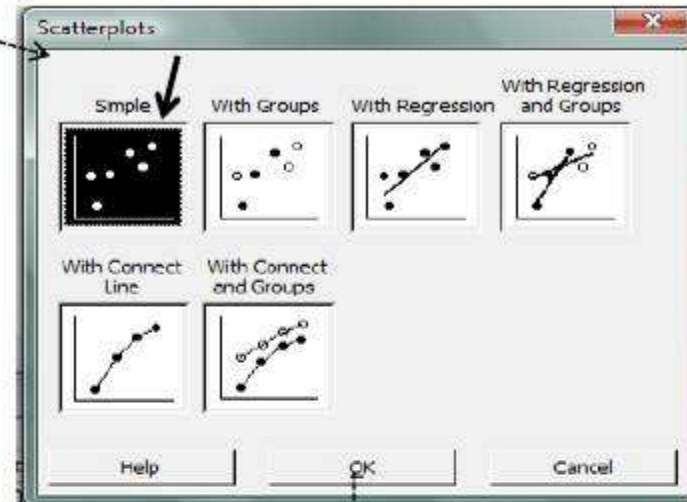 Scatterplots
Simple
With Groups
With Regression
With Regression
and Groups
With Connect
Line
With Connect
and Groups
Help
OK
Cancel